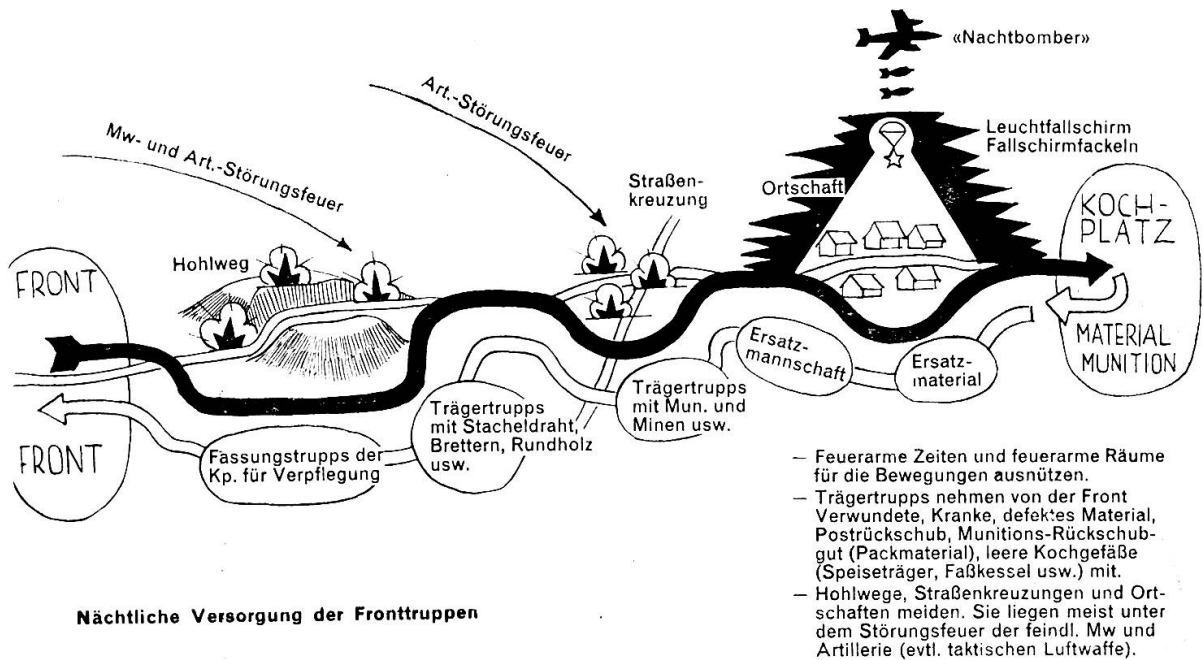 «Nachtbomber»
Art.-Störungsfeuer
Mw- und Art.-Störungsfeuer
Leuchtfallschirm
Fallschirmfackeln
Straßen-
kreuzung
Ortschaft
KOCH-
PLATZ
Hohlweg
FRONT
MATERIAL
MUNITION
Ersatz-
mannschaft
Ersatz-
material
Trägertrupps
mit Mun. und
Minen usw.
Trägertrupps
mit Stacheldraht,
Brettern, Rundholz
usw.
Fassungstrupps der
Kp. für Verpflegung
FRONT
— Feuerarme Zeiten und feuerarme Räume
für die Bewegungen ausnützen.
— Trägertrupps nehmen von der Front
Verwundete, Kranke, defektes Material,
Postrückschub, Munitions-Rückschub-
gut (Packmaterial), leere Kochgefäße
(Speiseträger, Faßkessel usw.) mit.
— Hohlwege, Straßenkreuzungen und Ort-
schaften meiden. Sie liegen meist unter
dem Störungsfeuer der feindl. Mw und
Artillerie (evtl. taktischen Luftwaffe).
Nächtliche Versorgung der Fronttruppen